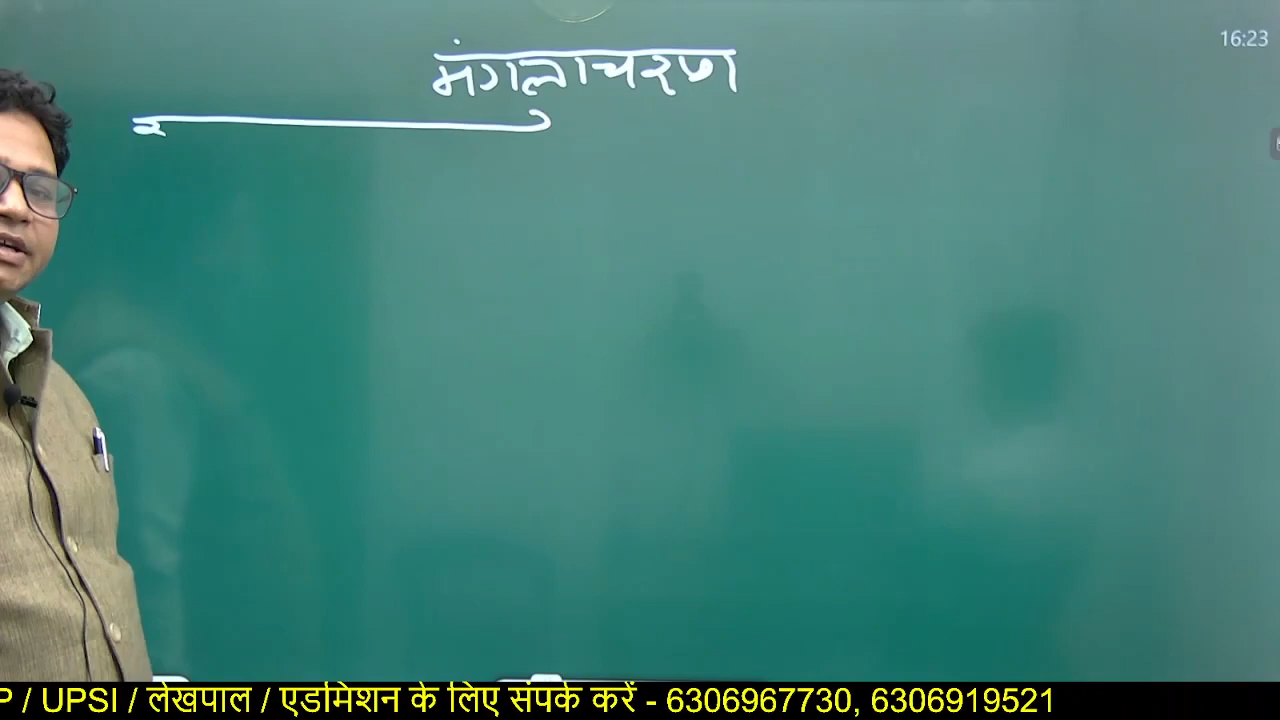 16:23
मंगलाचरण
P / UPSI / लेखपाल / एडमिशन के लिए संपर्क करें - 6306967730, 6306919521